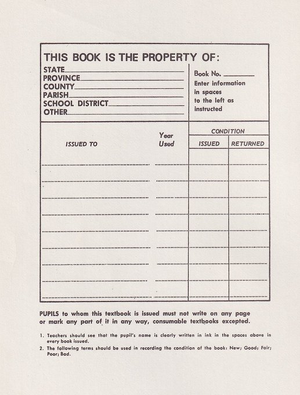 THIS BOOK IS THE PROPERTY OF:
STATE
PROVINCE
COUNTY
PARISH
SCHOOL DISTRICT
OTHER
Book No.
Enter information
in spaces
to the left as
instructed
ISSUED TO
Year
Used
CONDITION
ISSUED
RETURNED
PUPILS to whom this textbook is issued must not write on any page
or mark any part of it in any way, consumable textbooks excepted.
1. Teachers should see that the pupil's name is clearly written in ink in the spaces above in
every book issued.
2. The following terms should be used in recording the condition of the book: New; Good; Fair;
Poor; Bad.